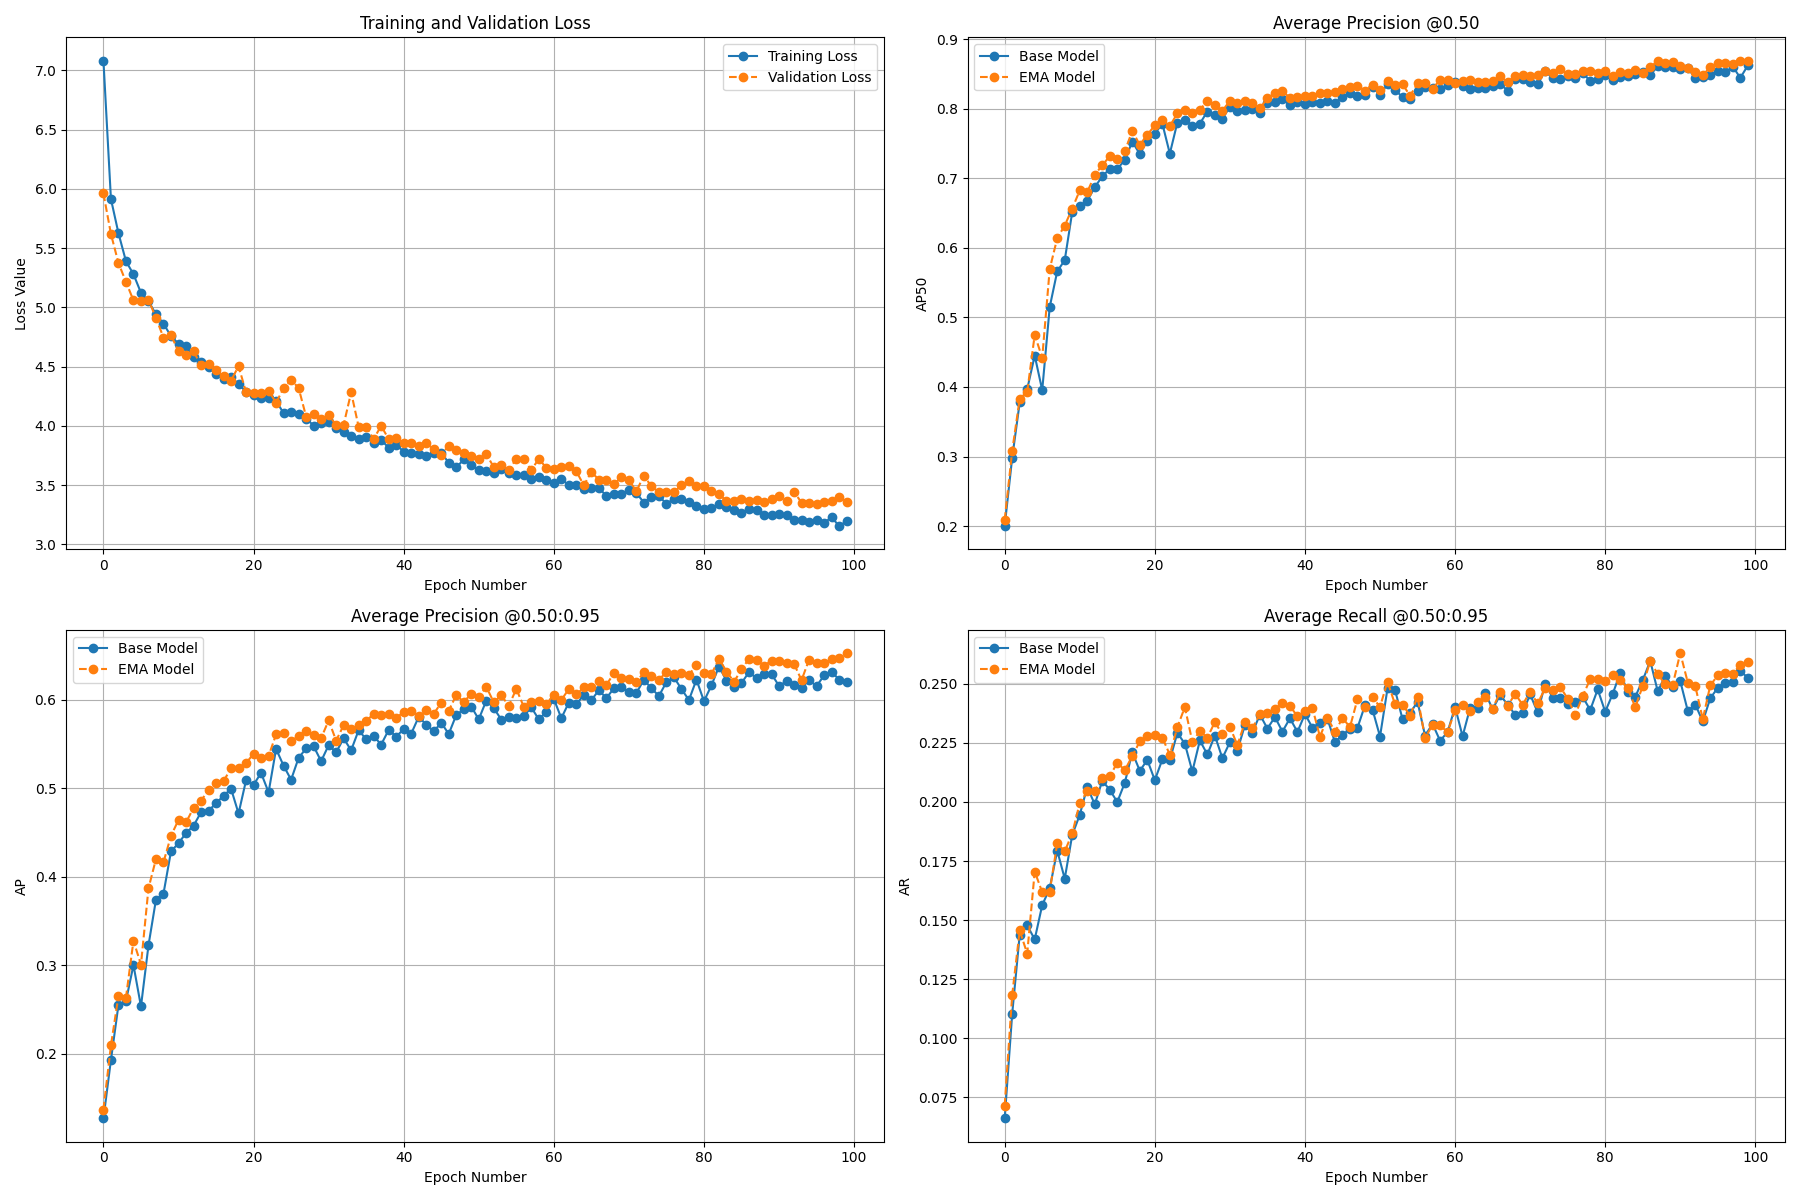 Training and Validation Loss
Training Loss
Validation Loss
7.0
6.5
6.0
5.5
5.0
4.5
4.0
3.5
3.0
Loss Value
0 20 40 60 80 100
Epoch Number
Average Precision @0.50
Base Model
EMA Model
0.9
0.8
0.7
0.6
0.5
0.4
0.3
0.2
AP50
0 20 40 60 80 100
Epoch Number
Average Precision @0.50:0.95
Base Model
EMA Model
0.6
0.5
0.4
0.3
0.2
AP
0 20 40 60 80 100
Epoch Number
Average Recall @0.50:0.95
Base Model
EMA Model
0.250
0.225
0.200
0.175
0.150
0.125
0.100
0.075
AR
0 20 40 60 80 100
Epoch Number